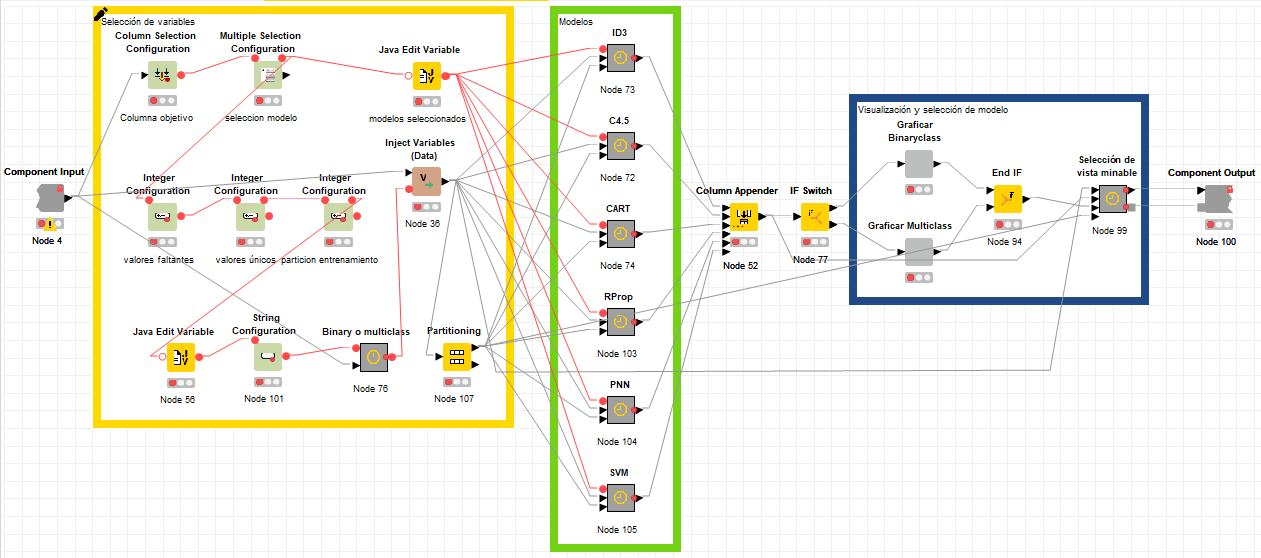 Selección de variables
Column Selection
Configuration
Columna objetivo
Multiple Selection
Configuration
seleccion modelo
Java Edit Variable
modelos seleccionados
Component Input
Node 4
Integer
Configuration
valores faltantes
Integer
Configuration
valores únicos
Integer
Configuration
particion entrenamiento
Inject Variables
(Data)
Node 36
Java Edit Variable
Node 56
String
Configuration
Node 101
Binary o multiclass
Node 76
Partitioning
Node 107
Modelos
ID3
Node 73
C4.5
Node 72
CART
Node 74
RProp
Node 103
PNN
Node 104
SVM
Node 105
Column Appender
Node 52
IF Switch
Node 77
Visualización y selección de modelo
Graficar
Binaryclass
Graficar Multiclass
End IF
Node 94
Selección de
vista minable
Node 99
Component Output
Node 100